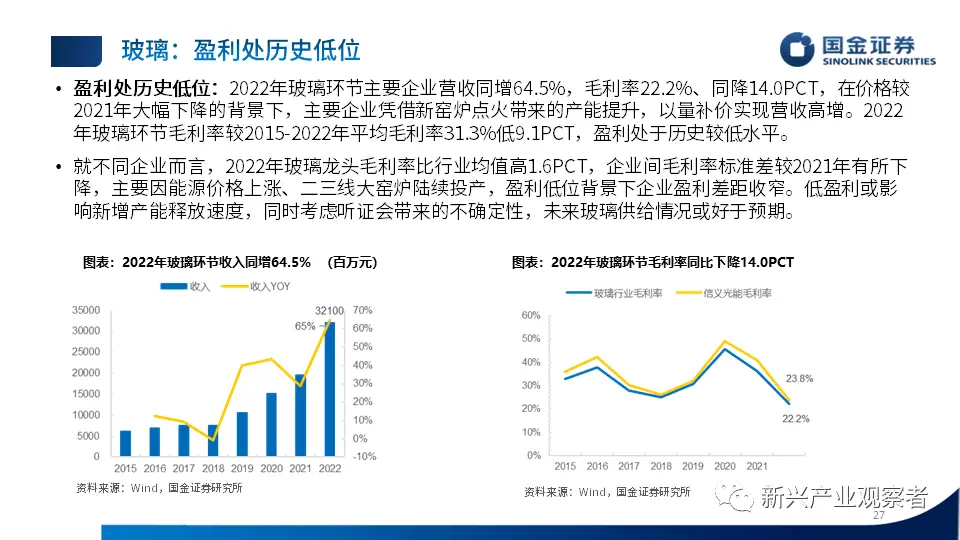 玻璃：盈利处历史低位
国金证券
SINOLINK SECURITIES
• 盈利处历史低位：2022年玻璃环节主要企业营收同增64.5%，毛利率22.2%、同降14.0PCT，在价格较
2021年大幅下降的背景下，主要企业凭借新窑炉点火带来的产能提升，以量补价实现营收高增。2022
年玻璃环节毛利率较2015-2022年平均毛利率31.3%低9.1PCT，盈利处于历史较低水平。
• 就不同企业而言，2022年玻璃龙头毛利率比行业均值高1.6PCT，企业间毛利率标准差较2021年有所下
降，主要因能源价格上涨、二三线大窑炉陆续投产，盈利低位背景下企业盈利差距收窄。低盈利或影
响新增产能释放速度，同时考虑听证会带来的不确定性，未来玻璃供给情况或好于预期。
图表：2022年玻璃环节收入同增64.5% （百万元）
收入 收入YOY
35000
30000
25000
20000
15000
10000
5000
0
70%
60%
50%
40%
30%
20%
10%
0%
-10%
32100
65%
2015 2016 2017 2018 2019 2020 2021 2022
资料来源：Wind，国金证券研究所
图表：2022年玻璃环节毛利率同比下降14.0PCT
玻璃行业毛利率 信义光能毛利率
60%
50%
40%
30%
20%
10%
0%
23.8%
22.2%
2015 2016 2017 2018 2019 2020 2021
资料来源：Wind，国金证券研究所
新兴产业观察者
27